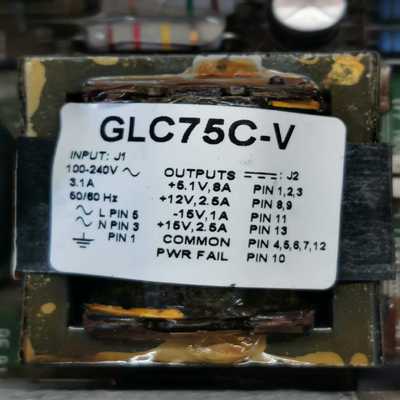 GLC75C-V
INPUT: J1
100-240V ~
3.1A
50/60 Hz
~ L PIN 5
~ N PIN 3
⏚ PIN 1
OUTPUTS ⎓ : J2
+5.1V, 8A PIN 1,2,3
+12V, 2.5A PIN 8,9
-15V, 1A PIN 11
+15V, 2.5A PIN 13
COMMON PIN 4,5,6,7,12
PWR FAIL PIN 10